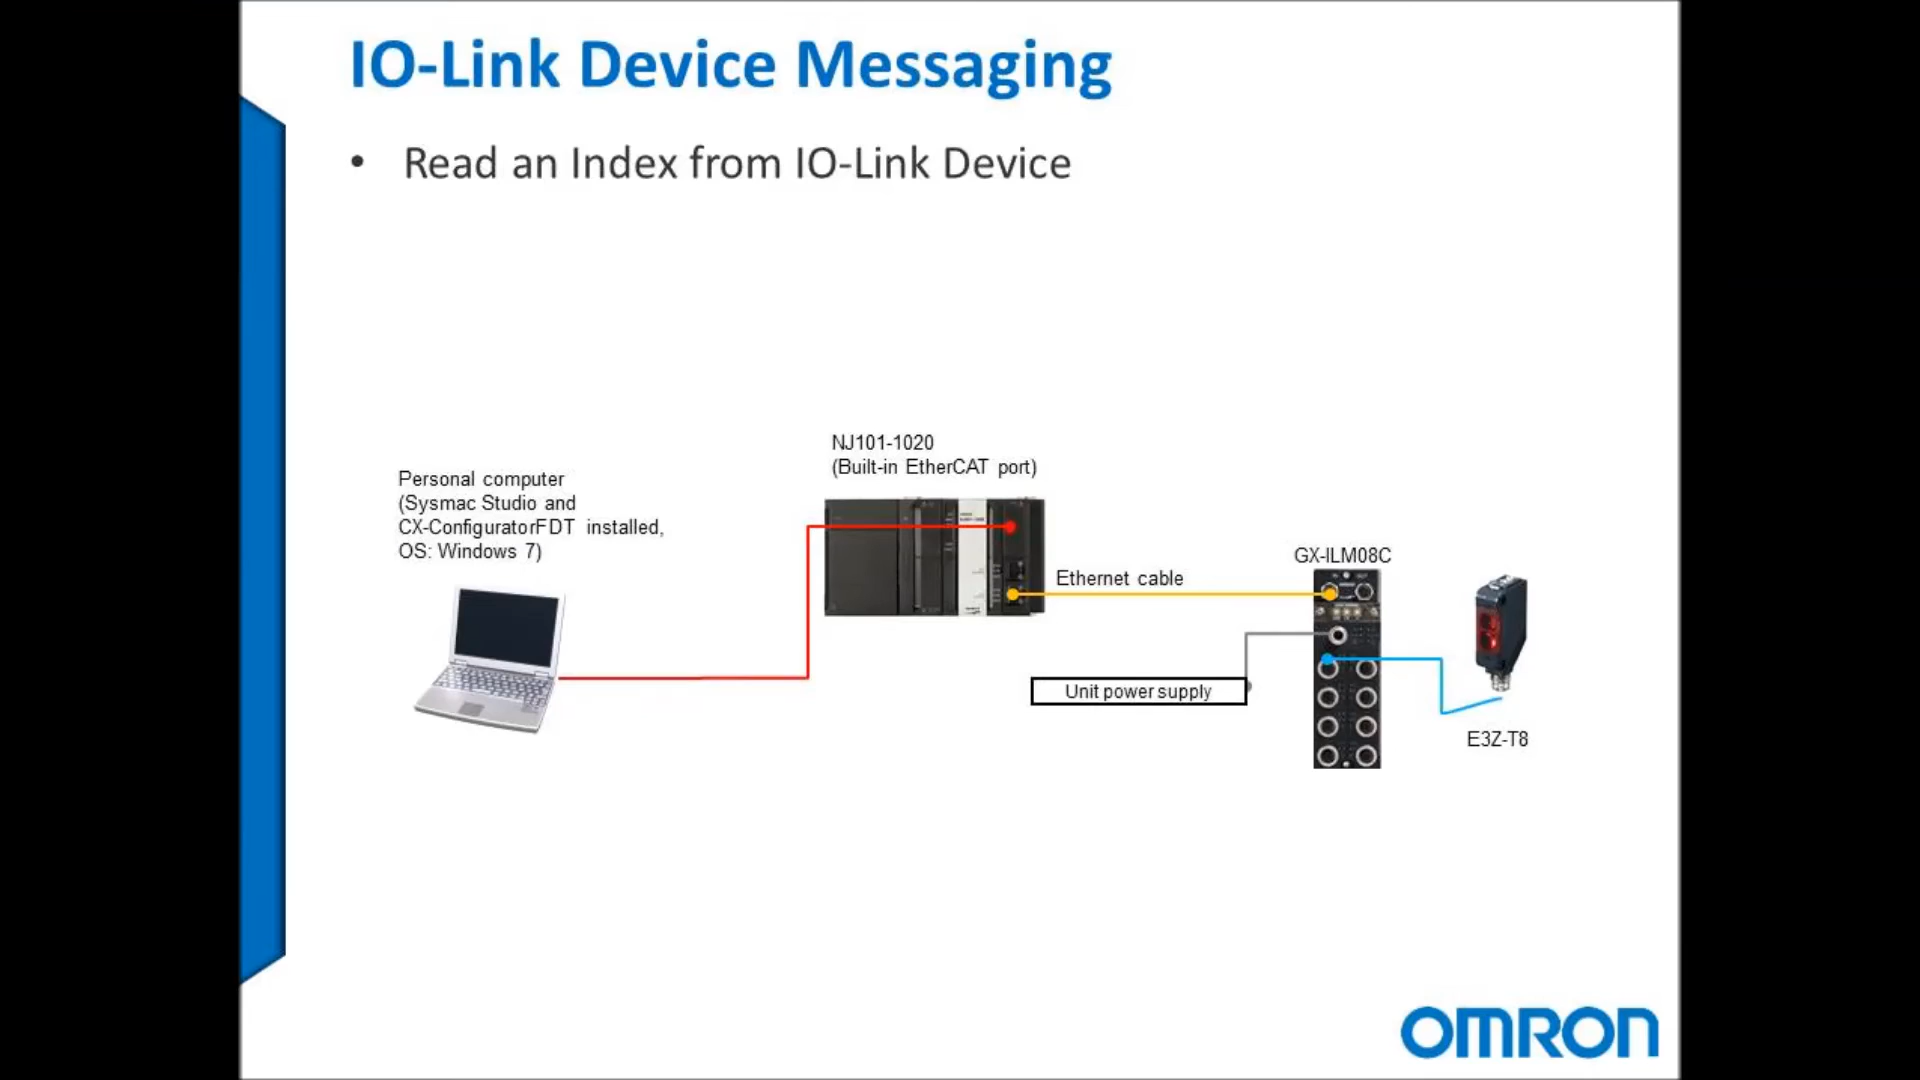 IO-Link Device Messaging
• Read an Index from IO-Link Device
NJ101-1020
(Built-in EtherCAT port)
Personal computer
(Sysmac Studio and
CX-ConfiguratorFDT installed,
OS: Windows 7)
GX-ILM08C
Ethernet cable
Unit power supply
E3Z-T8
OMRON